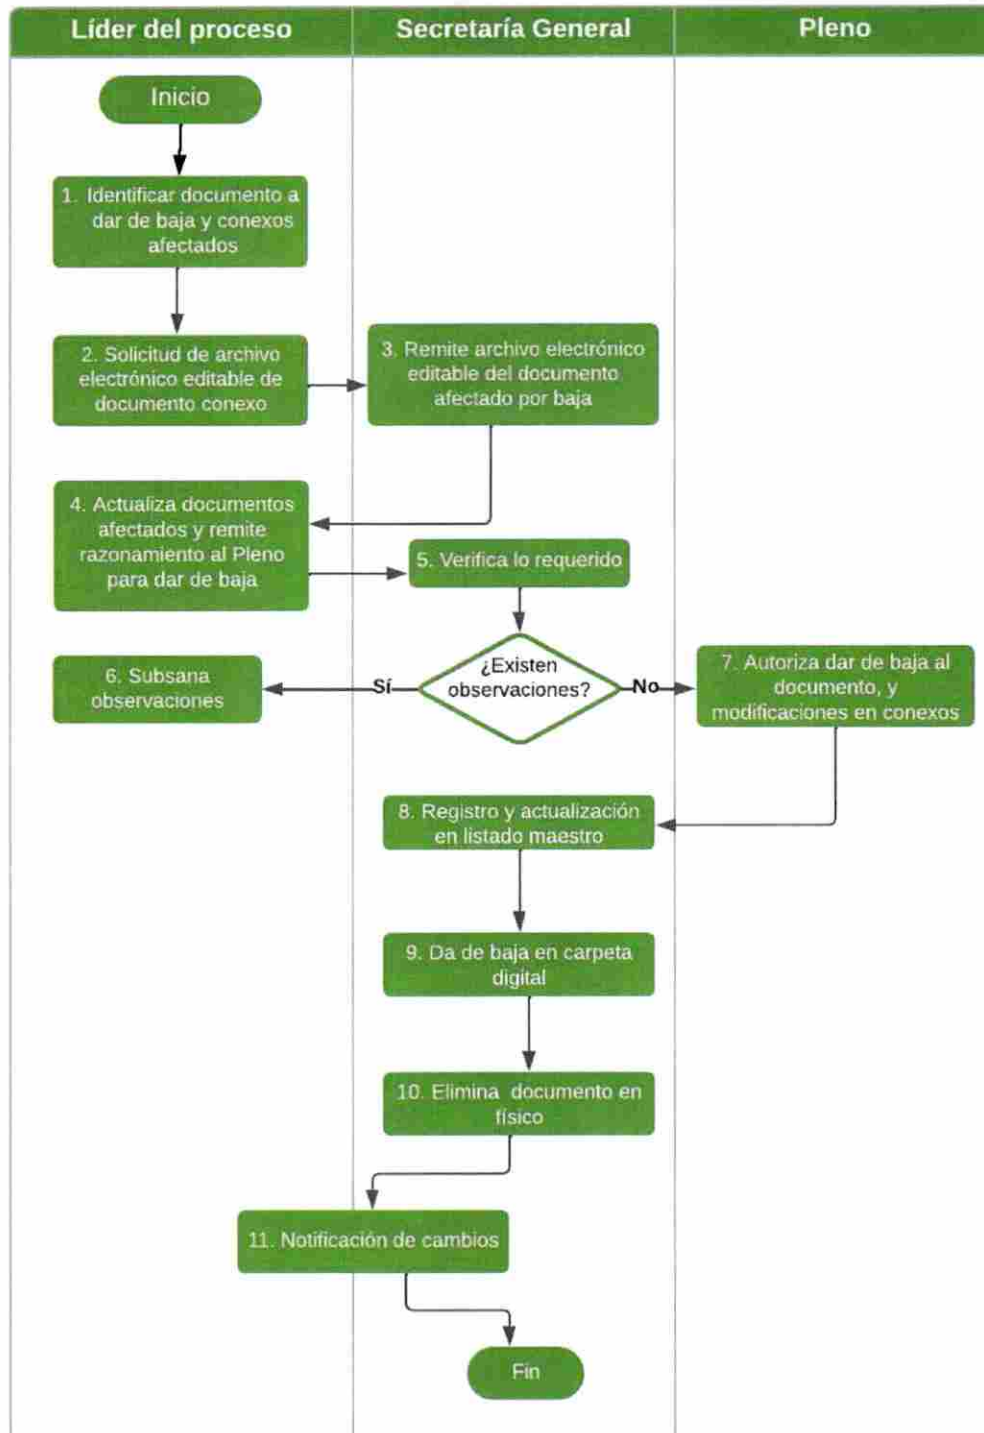 Líder del proceso
Secretaría General
Pleno
Inicio
1. Identificar documento a
dar de baja y conexos
afectados
2. Solicitud de archivo
electrónico editable de
documento conexo
3. Remite archivo electrónico
editable del documento
afectado por baja
4. Actualiza documentos
afectados y remite
razonamiento al Pleno
para dar de baja
5. Verifica lo requerido
¿Existen
observaciones?
Sí
No
6. Subsana
observaciones
7. Autoriza dar de baja al
documento, y
modificaciones en conexos
8. Registro y actualización
en listado maestro
9. Da de baja en carpeta
digital
10. Elimina documento en
físico
11. Notificación de cambios
Fin